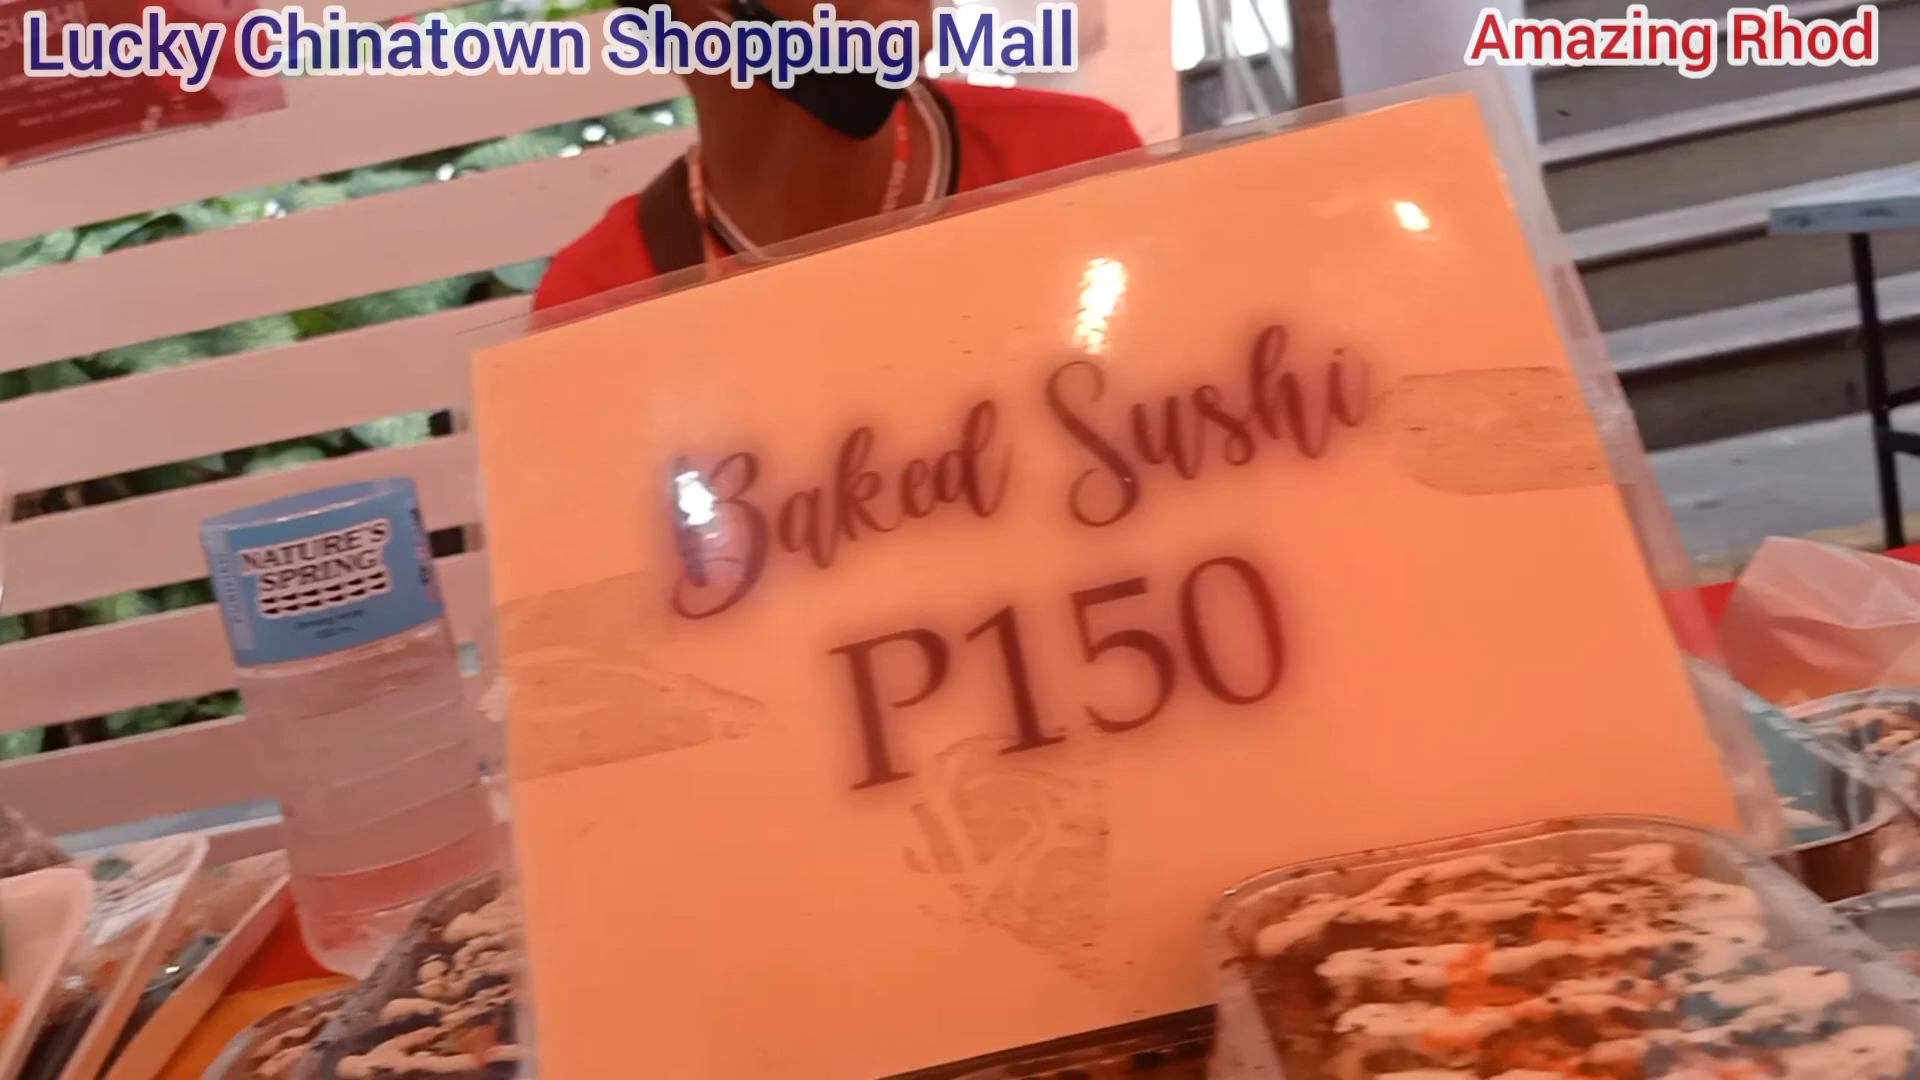 Lucky Chinatown Shopping Mall
Amazing Rhod
Baked Sushi
P150
NATURE'S
SPRING